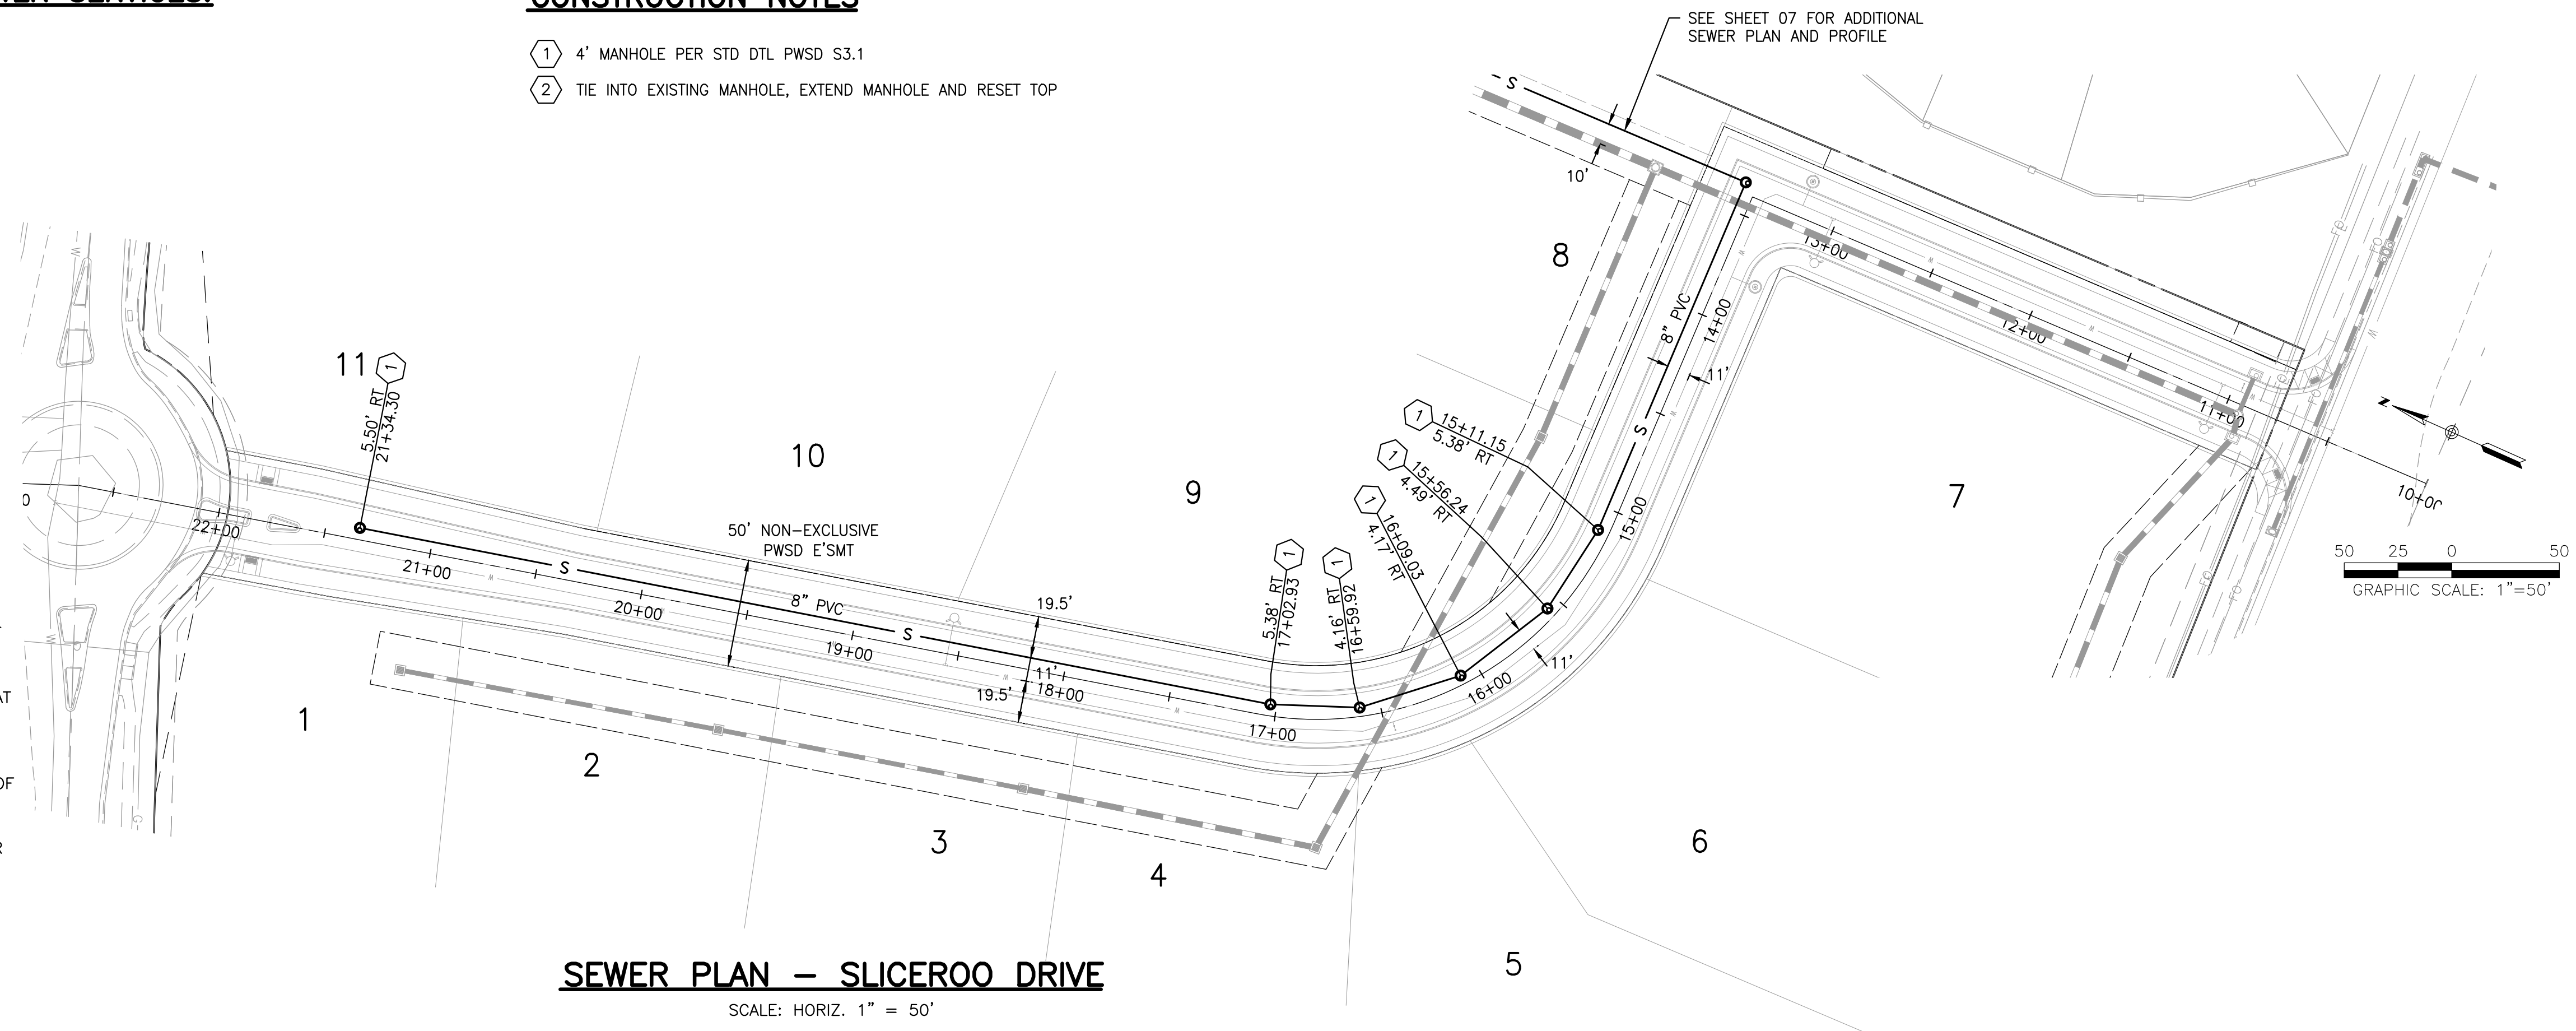 CONSTRUCTION NOTES
1 4' MANHOLE PER STD DTL PWSD S3.1
2 TIE INTO EXISTING MANHOLE, EXTEND MANHOLE AND RESET TOP
SEE SHEET 07 FOR ADDITIONAL
SEWER PLAN AND PROFILE
S
10'
8
13+00
12+00
11+00
10+00
N
8" PVC
14+00
11'
S
15+00
7
50 25 0 50
GRAPHIC SCALE: 1"=50'
11
1
5.50' RT
21+34.30
10
9
1
15+11.15
5.38' RT
1
15+56.24
4.49' RT
1
16+09.03
4.17' RT
1
4.16' RT
16+59.92
1
5.38' RT
17+02.93
22+00
21+00
S
50' NON-EXCLUSIVE
PWSD E'SMT
8" PVC
20+00
S
19+00
19.5'
11'
18+00
19.5'
17+00
16+00
11'
AT
OF
R
1
2
3
4
5
6
SEWER PLAN – SLICEROO DRIVE
SCALE: HORIZ. 1" = 50'